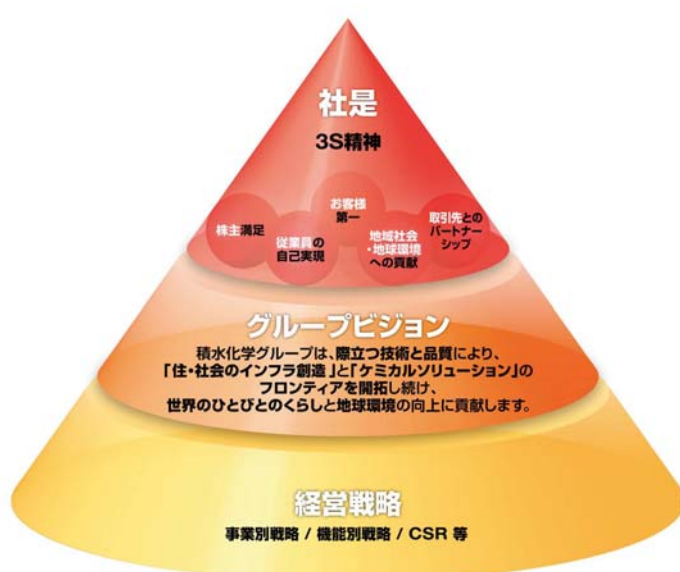 社是
3S精神
株主満足
従業員の
自己実現
お客様
第一
地域社会
・地球環境
への貢献
取引先との
パートナー
シップ
グループビジョン
積水化学グループは、際立つ技術と品質により、
「住・社会のインフラ創造」と「ケミカルソリューション」の
フロンティアを開拓し続け、
世界のひとびとのくらしと地球環境の向上に貢献します。
経営戦略
事業別戦略 / 機能別戦略 / CSR 等